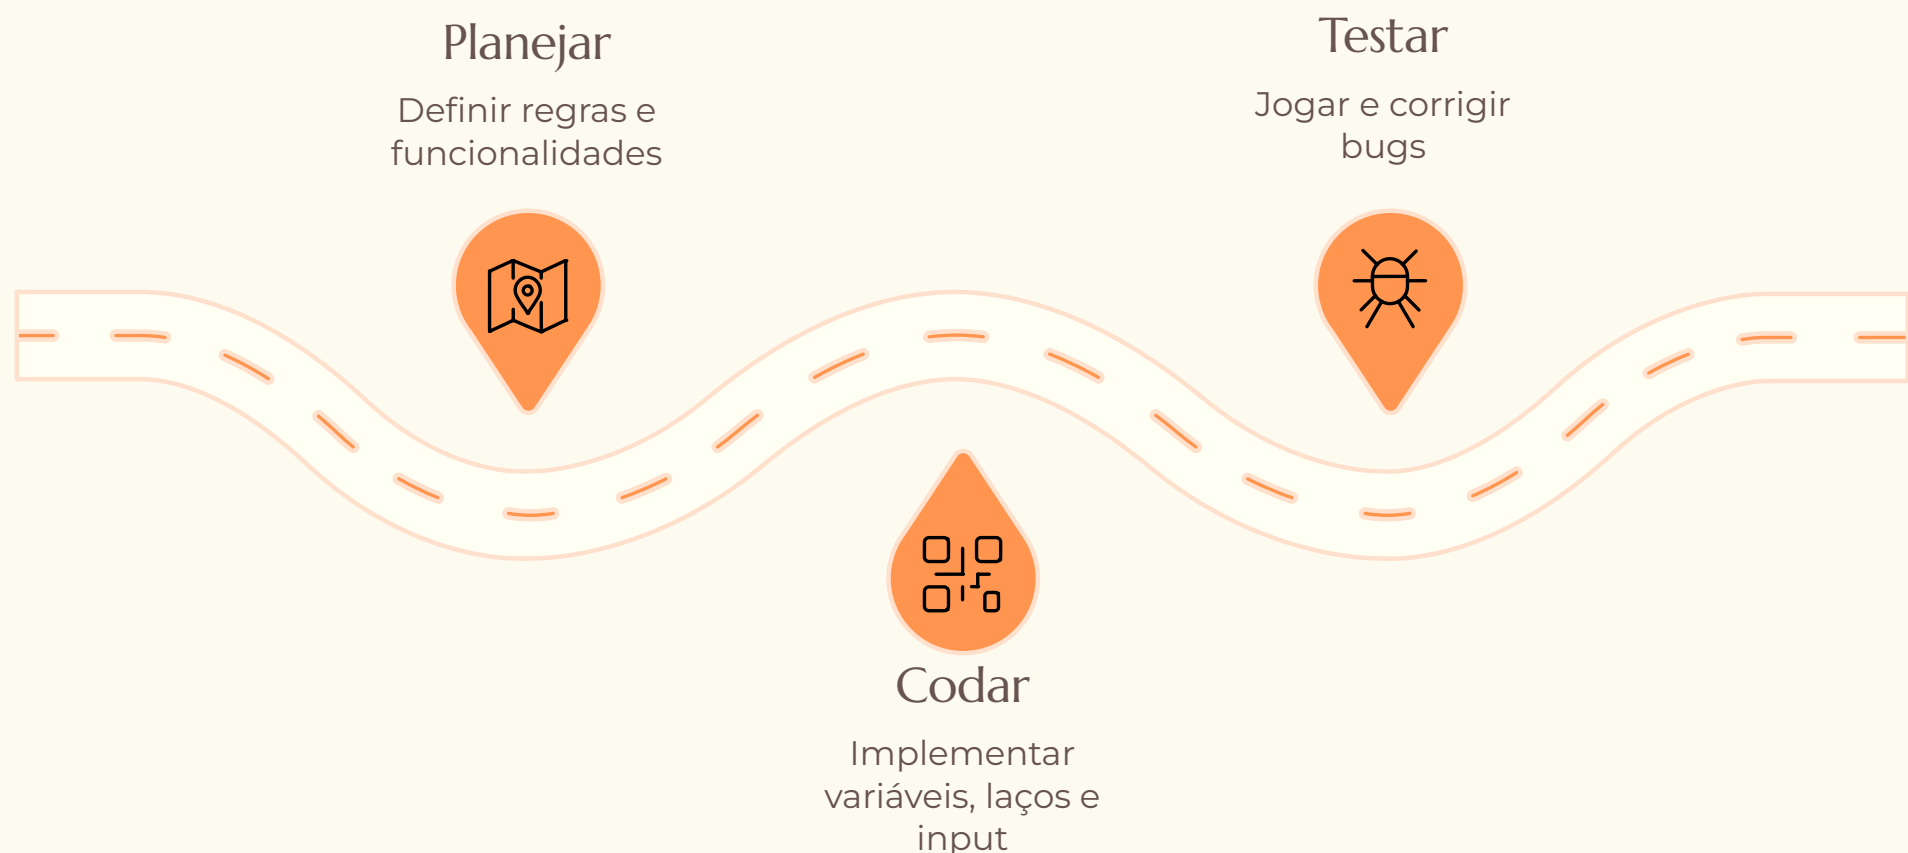 Planejar
Definir regras e
funcionalidades
Codar
Implementar
variáveis, laços e
input
Testar
Jogar e corrigir
bugs